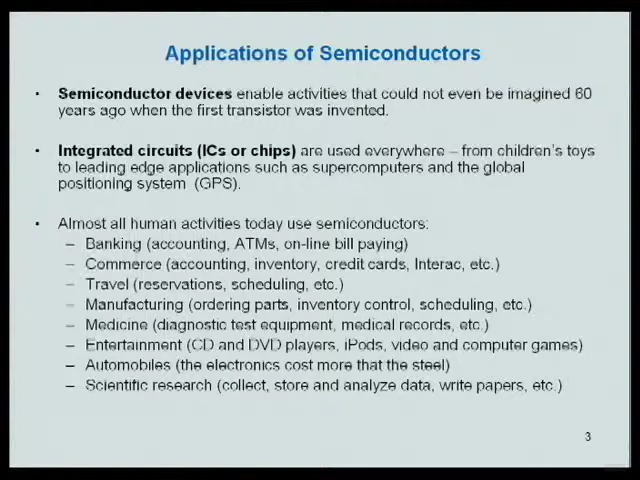 Applications of Semiconductors
• Semiconductor devices enable activities that could not even be imagined 60
years ago when the first transistor was invented.
• Integrated circuits (ICs or chips) are used everywhere – from children's toys
to leading edge applications such as supercomputers and the global
positioning system (GPS).
• Almost all human activities today use semiconductors:
– Banking (accounting, ATMs, on-line bill paying)
– Commerce (accounting, inventory, credit cards, Interac, etc.)
– Travel (reservations, scheduling, etc.)
– Manufacturing (ordering parts, inventory control, scheduling, etc.)
– Medicine (diagnostic test equipment, medical records, etc.)
– Entertainment (CD and DVD players, iPods, video and computer games)
– Automobiles (the electronics cost more that the steel)
– Scientific research (collect, store and analyze data, write papers, etc.)
3